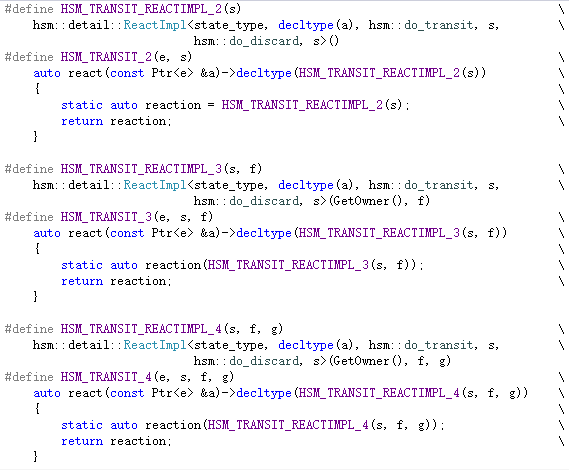 #define HSM_TRANSIT_REACTIMPL_2(s) \
hsm::detail::ReactImpl<state_type, decltype(a), hsm::do_transit, s, \
hsm::do_discard, s>()
#define HSM_TRANSIT_2(e, s) \
auto react(const Ptr<e> &a)->decltype(HSM_TRANSIT_REACTIMPL_2(s)) \
{ \
static auto reaction = HSM_TRANSIT_REACTIMPL_2(s); \
return reaction; \
}
#define HSM_TRANSIT_REACTIMPL_3(s, f) \
hsm::detail::ReactImpl<state_type, decltype(a), hsm::do_transit, s, \
hsm::do_discard, s>(GetOwner(), f)
#define HSM_TRANSIT_3(e, s, f) \
auto react(const Ptr<e> &a)->decltype(HSM_TRANSIT_REACTIMPL_3(s, f)) \
{ \
static auto reaction(HSM_TRANSIT_REACTIMPL_3(s, f)); \
return reaction; \
}
#define HSM_TRANSIT_REACTIMPL_4(s, f, g) \
hsm::detail::ReactImpl<state_type, decltype(a), hsm::do_transit, s, \
hsm::do_discard, s>(GetOwner(), f, g)
#define HSM_TRANSIT_4(e, s, f, g) \
auto react(const Ptr<e> &a)->decltype(HSM_TRANSIT_REACTIMPL_4(s, f, g)) \
{ \
static auto reaction(HSM_TRANSIT_REACTIMPL_4(s, f, g)); \
return reaction; \
} \